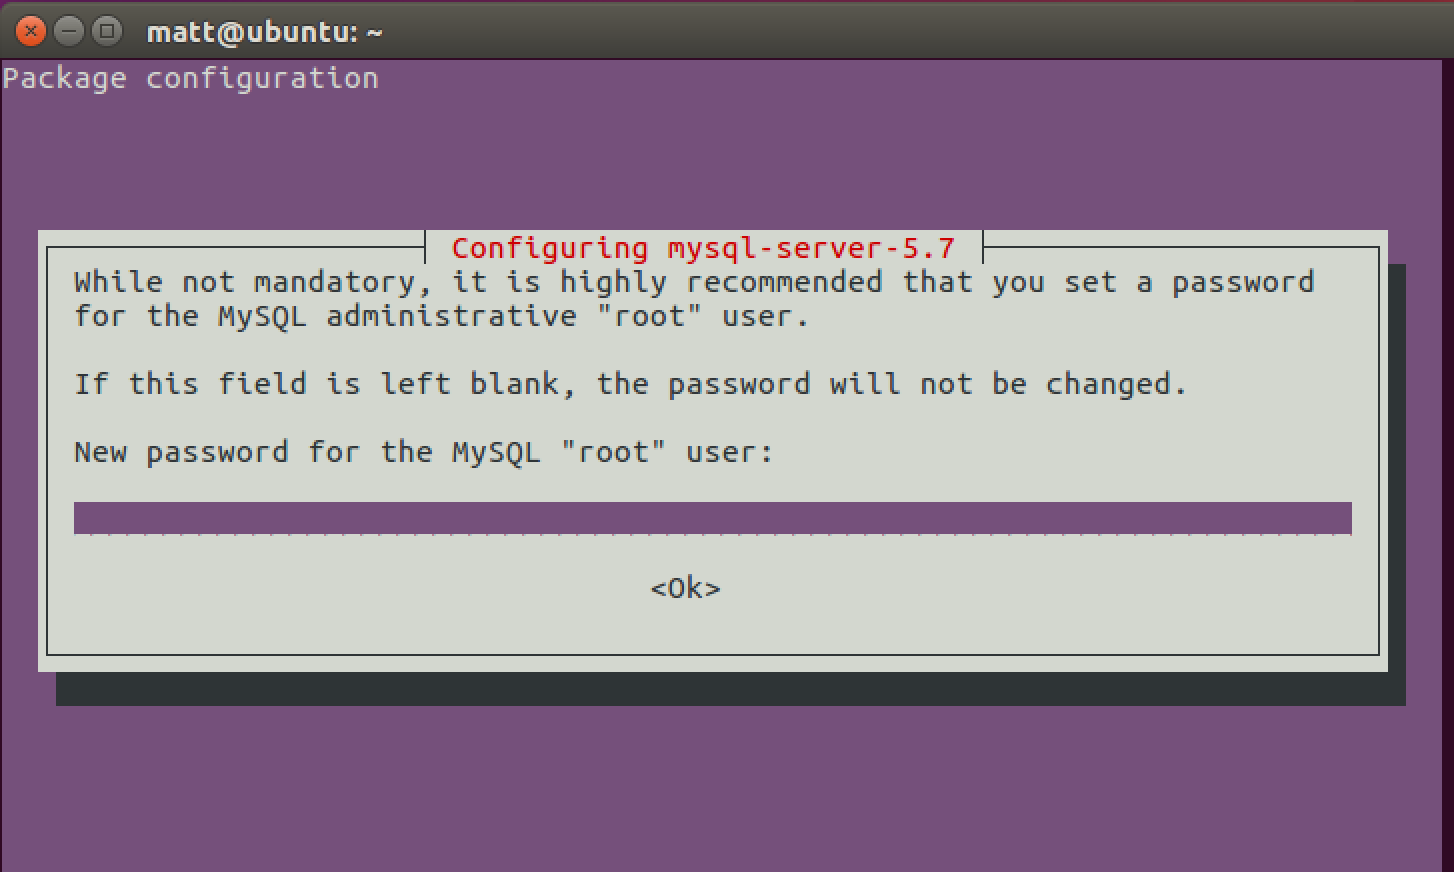 matt@ubuntu: ~
Package configuration
Configuring mysql-server-5.7
While not mandatory, it is highly recommended that you set a password
for the MySQL administrative "root" user.
If this field is left blank, the password will not be changed.
New password for the MySQL "root" user:
<Ok>